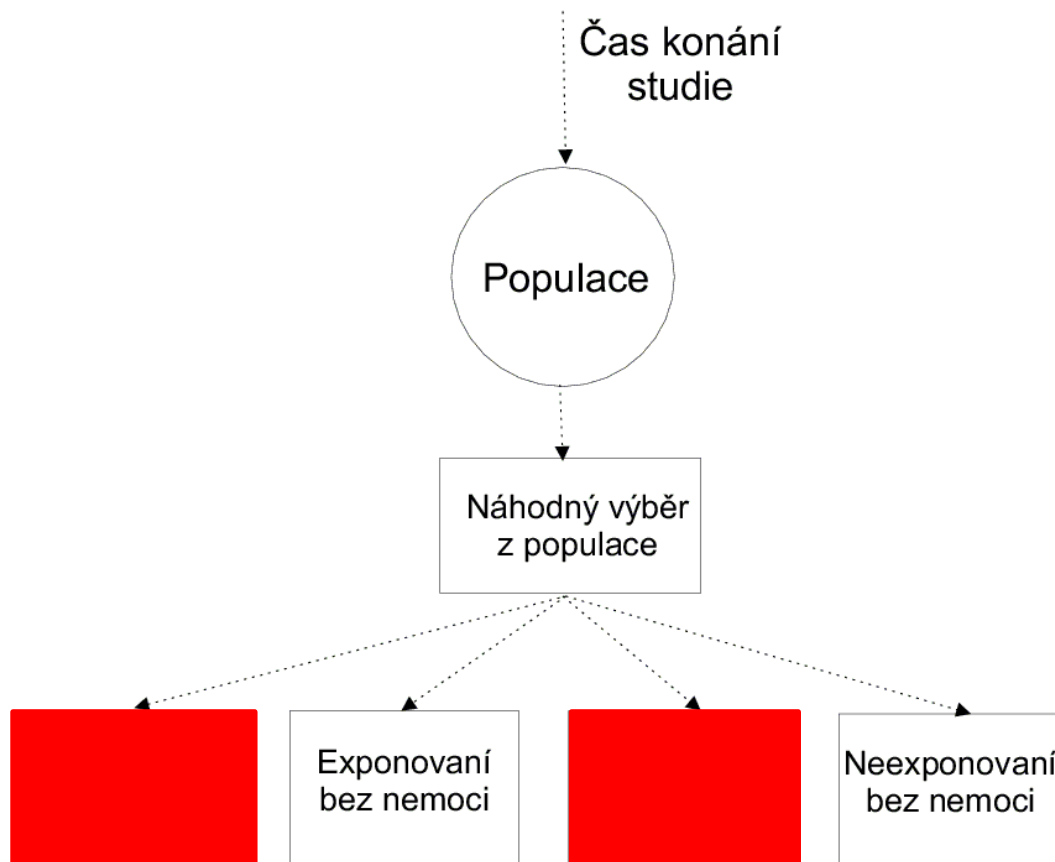 Čas konání
studie
Populace
Náhodný výběr
z populace
Exponovaní
bez nemoci
Neexponovaní
bez nemoci